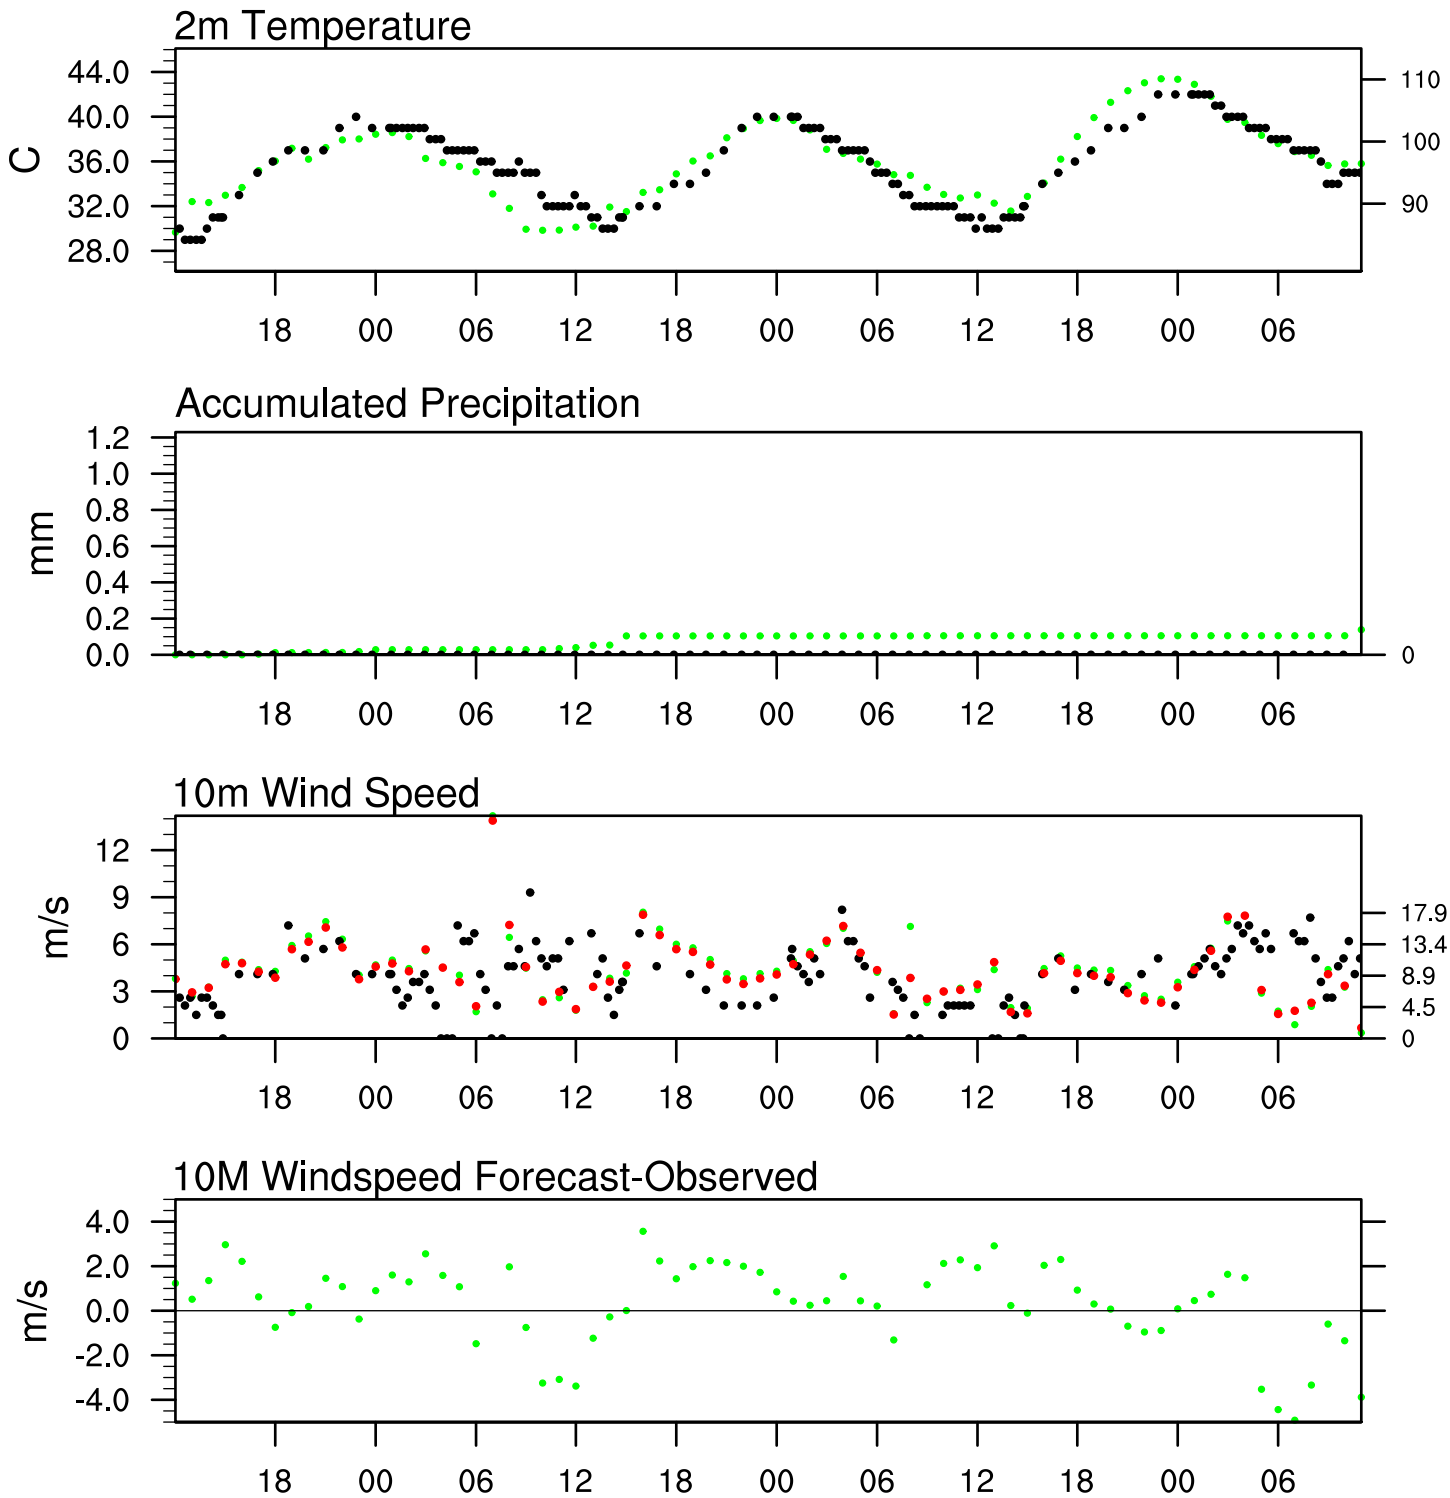 2m Temperature
44.0 110
40.0 100
C 36.0
32.0 90
28.0
18 00 06 12 18 00 06 12 18 00 06
Accumulated Precipitation
1.2
1.0
0.8
mm 0.6
0.4
0.2
0.0 0
18 00 06 12 18 00 06 12 18 00 06
10m Wind Speed
12
9 17.9
m/s 6 13.4
3 8.9
4.5
0 0
18 00 06 12 18 00 06 12 18 00 06
10M Windspeed Forecast-Observed
4.0
2.0
m/s 0.0
-2.0
-4.0
18 00 06 12 18 00 06 12 18 00 06